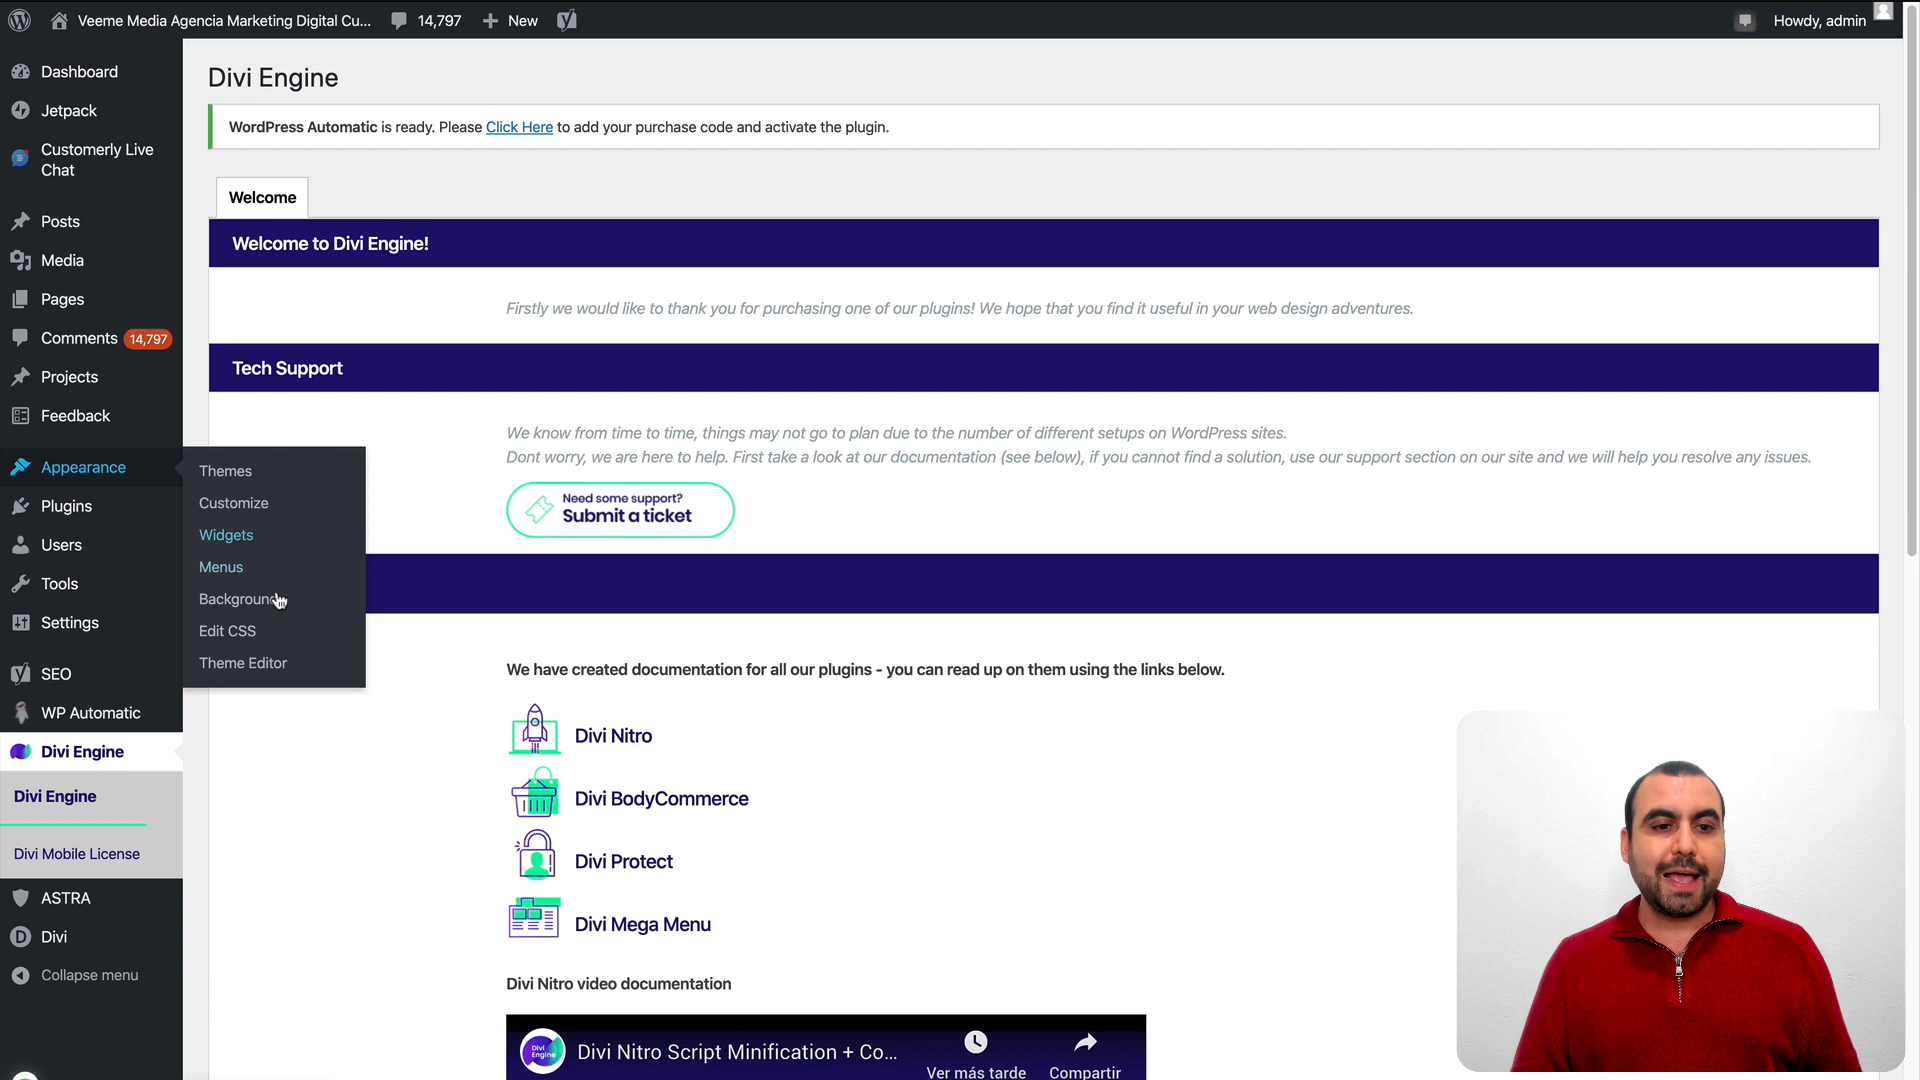 Veeme Media Agencia Marketing Digital Cu... 14,797 New Howdy, admin
Dashboard
Jetpack
Customerly Live
Chat
Posts
Media
Pages
Comments 14,797
Projects
Feedback
Appearance
Plugins
Users
Tools
Settings
SEO
WP Automatic
Divi Engine
Divi Engine
Divi Mobile License
ASTRA
Divi
Collapse menu
Themes
Customize
Widgets
Menus
Background
Edit CSS
Theme Editor
Divi Engine
WordPress Automatic is ready. Please Click Here to add your purchase code and activate the plugin.
Welcome
Welcome to Divi Engine!
Firstly we would like to thank you for purchasing one of our plugins! We hope that you find it useful in your web design adventures.
Tech Support
We know from time to time, things may not go to plan due to the number of different setups on WordPress sites.
Dont worry, we are here to help. First take a look at our documentation (see below), if you cannot find a solution, use our support section on our site and we will help you resolve any issues.
Need some support?
Submit a ticket
We have created documentation for all our plugins - you can read up on them using the links below.
Divi Nitro
Divi BodyCommerce
Divi Protect
Divi Mega Menu
Divi Nitro video documentation
Divi Engine
Divi Nitro Script Minification + Co...
Ver más tarde
Compartir